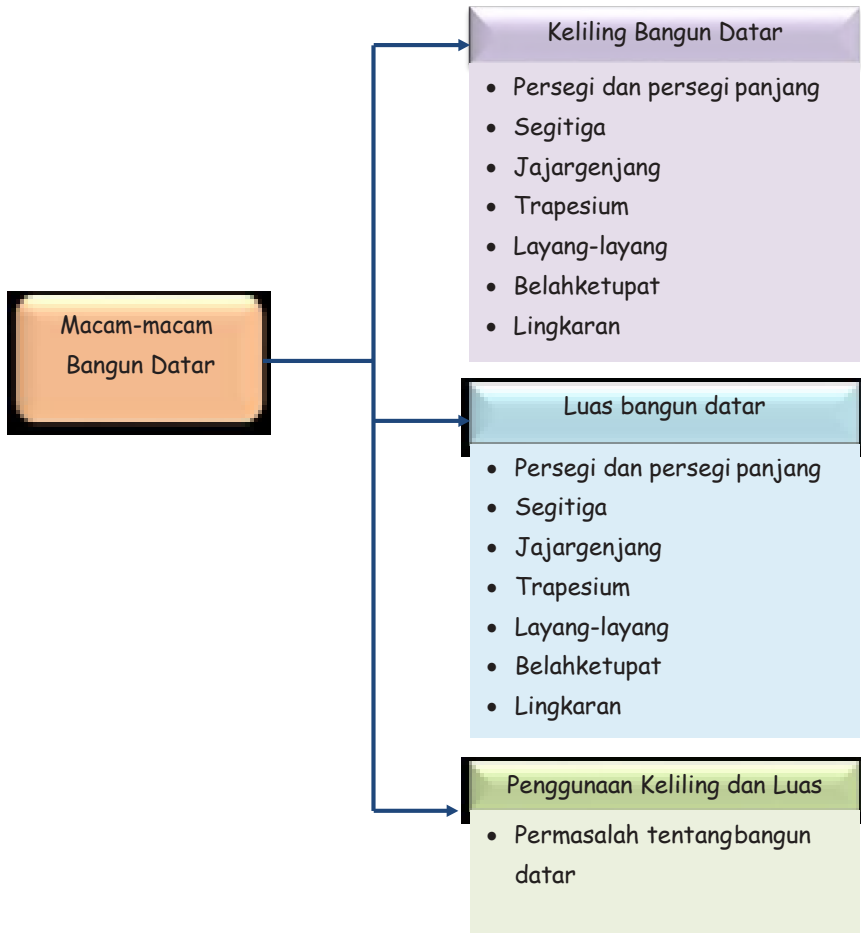 Keliling Bangun Datar
• Persegi dan persegi panjang
• Segitiga
• Jajargenjang
• Trapesium
• Layang-layang
• Belahketupat
• Lingkaran
Macam-macam
Bangun Datar
Luas bangun datar
• Persegi dan persegi panjang
• Segitiga
• Jajargenjang
• Trapesium
• Layang-layang
• Belahketupat
• Lingkaran
Penggunaan Keliling dan Luas
• Permasalah tentangbangun
datar